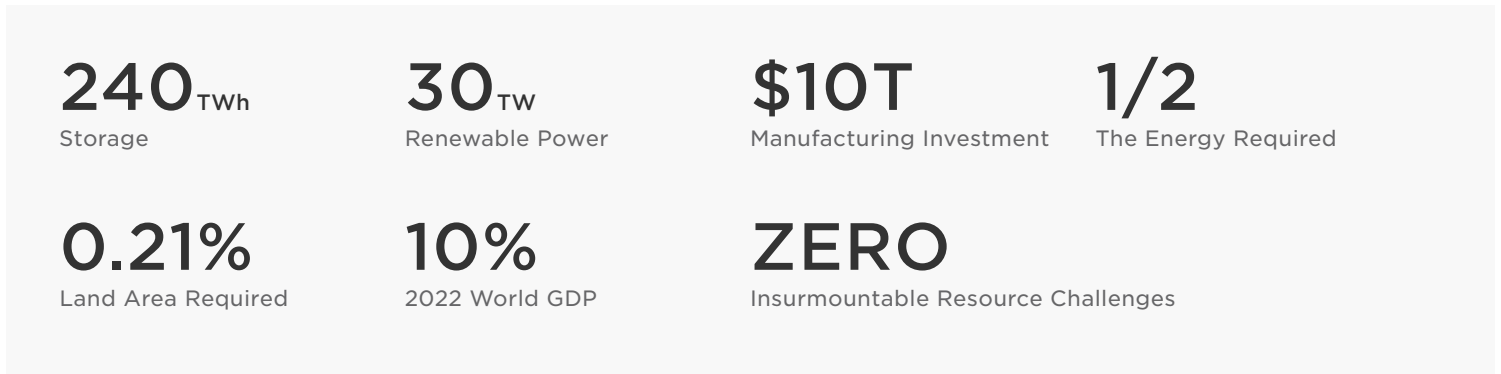 240TWh
Storage
30TW
Renewable Power
$10T
Manufacturing Investment
1/2
The Energy Required
0.21%
Land Area Required
10%
2022 World GDP
ZERO
Insurmountable Resource Challenges